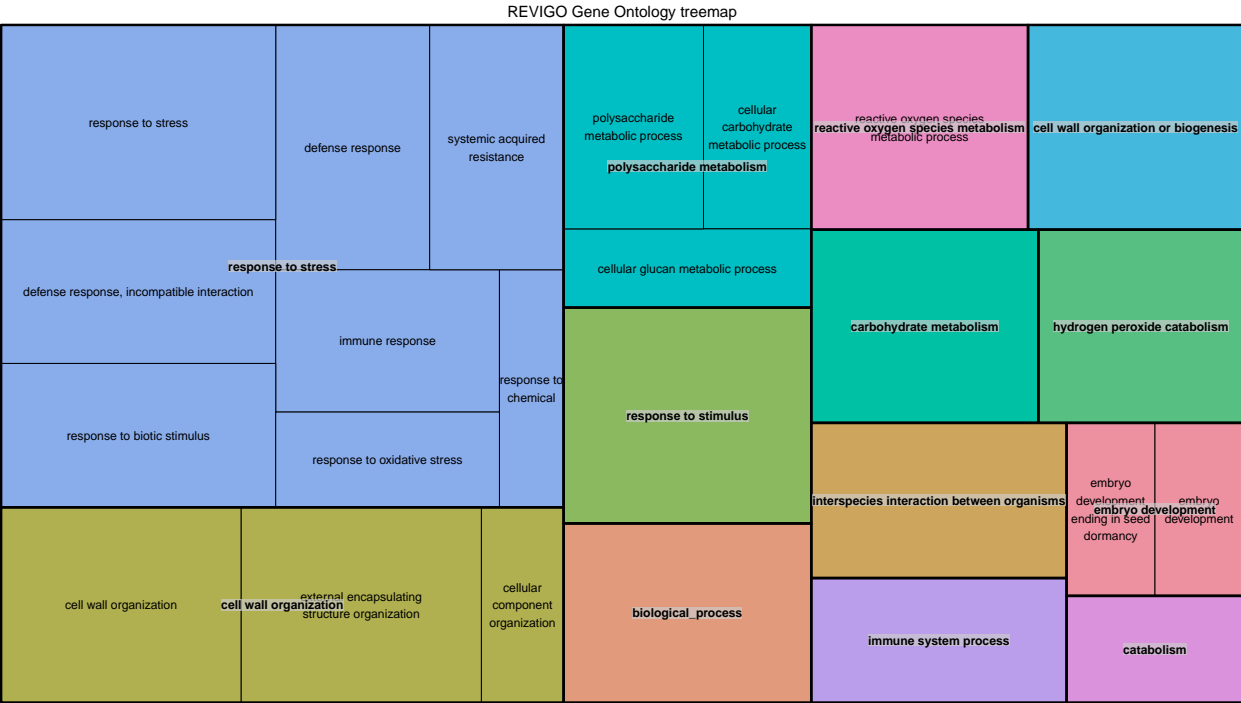 REVIGO Gene Ontology treemap
response to stress
defense response
systemic acquired
resistance
defense response, incompatible interaction
response to stress
immune response
response to
chemical
response to biotic stimulus
response to oxidative stress
cell wall organization
cell wall organization
external encapsulating
structure organization
cellular
component
organization
polysaccharide
metabolic process
cellular
carbohydrate
metabolic process
polysaccharide metabolism
cellular glucan metabolic process
response to stimulus
biological_process
reactive oxygen species
metabolic process
reactive oxygen species metabolism
cell wall organization or biogenesis
carbohydrate metabolism
hydrogen peroxide catabolism
interspecies interaction between organisms
embryo
development
ending in seed
dormancy
embryo development
embryo
development
immune system process
catabolism